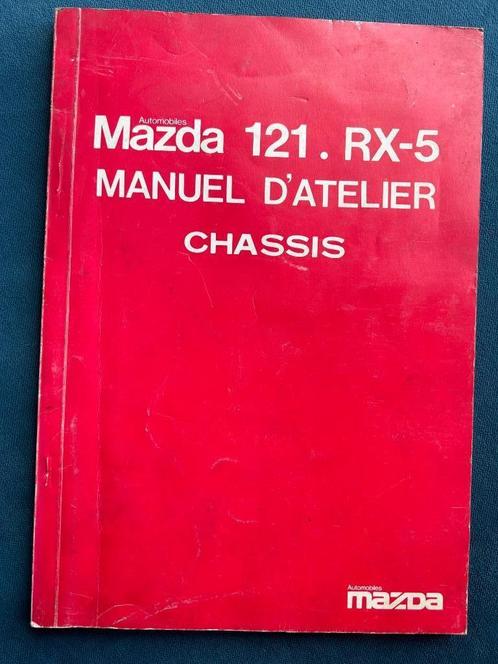 Automobiles
Mazda 121. RX-5
MANUEL D'ATELIER
CHASSIS
Automobiles
mazda